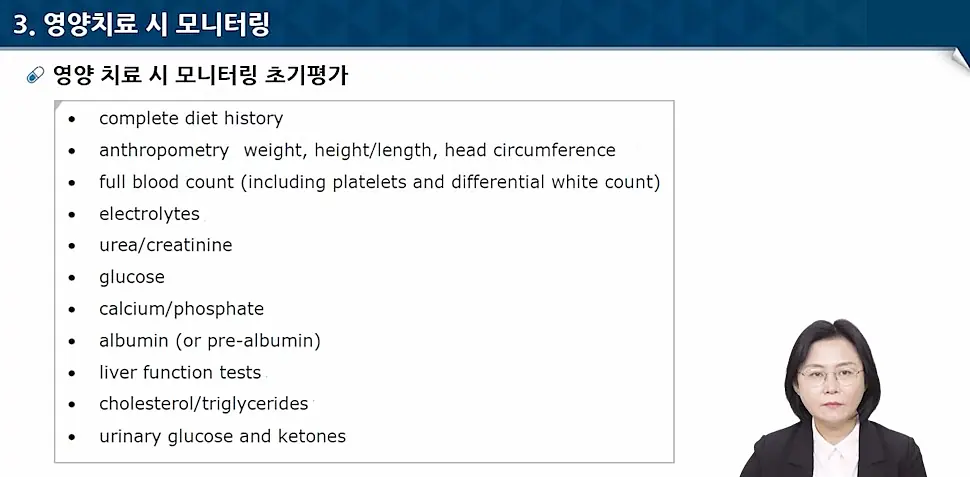 3. 영양치료 시 모니터링
영양 치료 시 모니터링 초기평가
• complete diet history
• anthropometry weight, height/length, head circumference
• full blood count (including platelets and differential white count)
• electrolytes
• urea/creatinine
• glucose
• calcium/phosphate
• albumin (or pre-albumin)
• liver function tests
• cholesterol/triglycerides
• urinary glucose and ketones